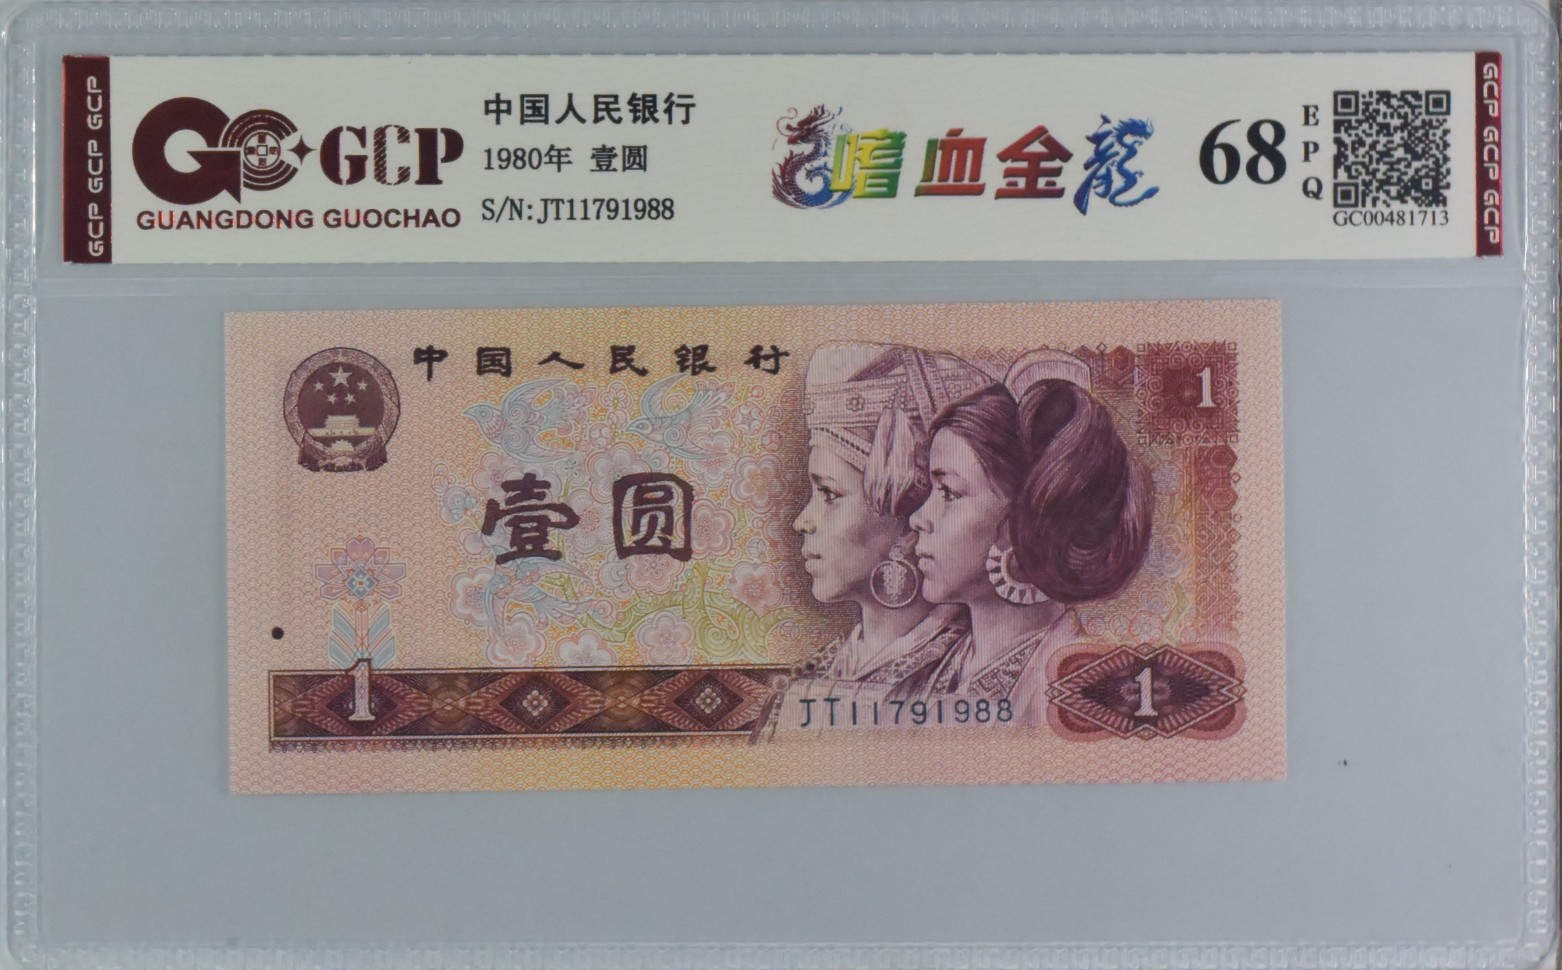 GCP GCP GCP
GCP
GUANGDONG GUOCHAO
中国人民银行
1980年 壹圆
S/N:JT11791988
嗜血金龍
68
EPQ
GC00481713
GCP GCP GCP
中国人民银行
1
壹圆
1
JT11791988
1